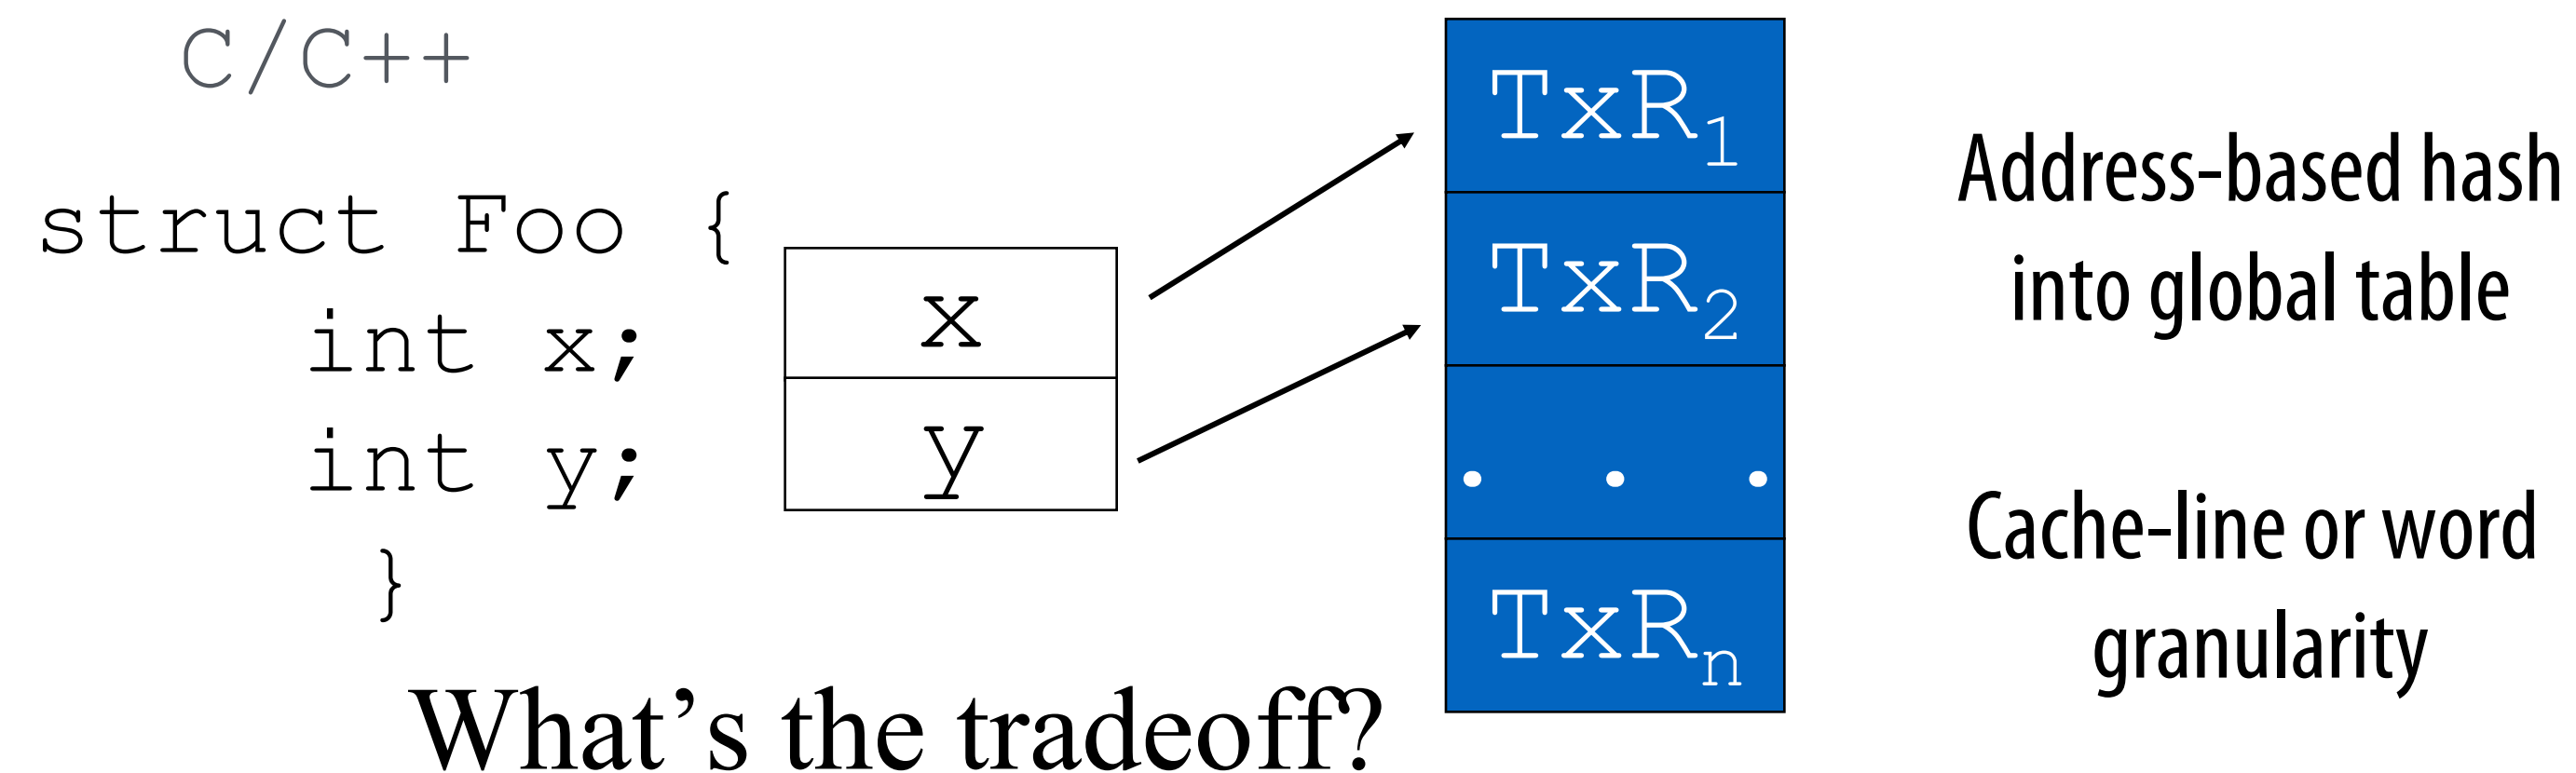 C/C++
struct Foo {
int x;
int y;
}
x
y
TxR1
TxR2
. . .
TxRn
Address-based hash
into global table
Cache-line or word
granularity
What's the tradeoff?